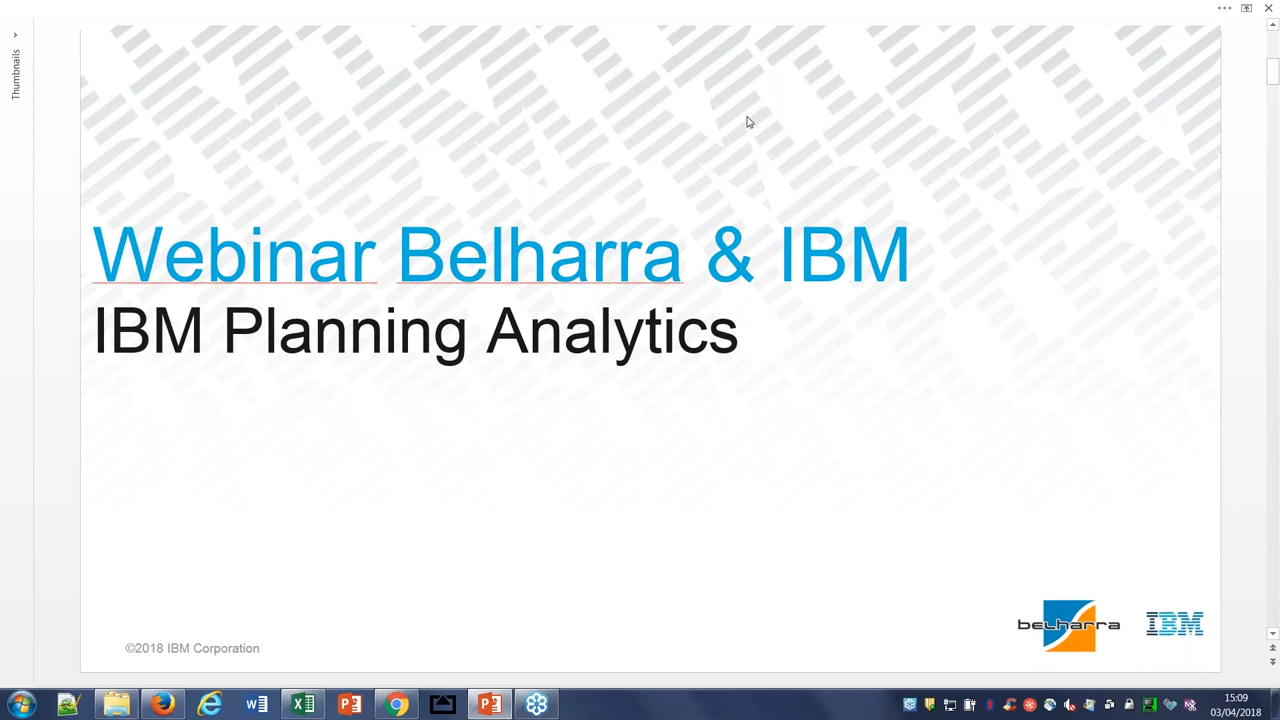 Thumbnails
Webinar Belharra & IBM
IBM Planning Analytics
©2018 IBM Corporation
belharra
IBM
15:09
03/04/2018